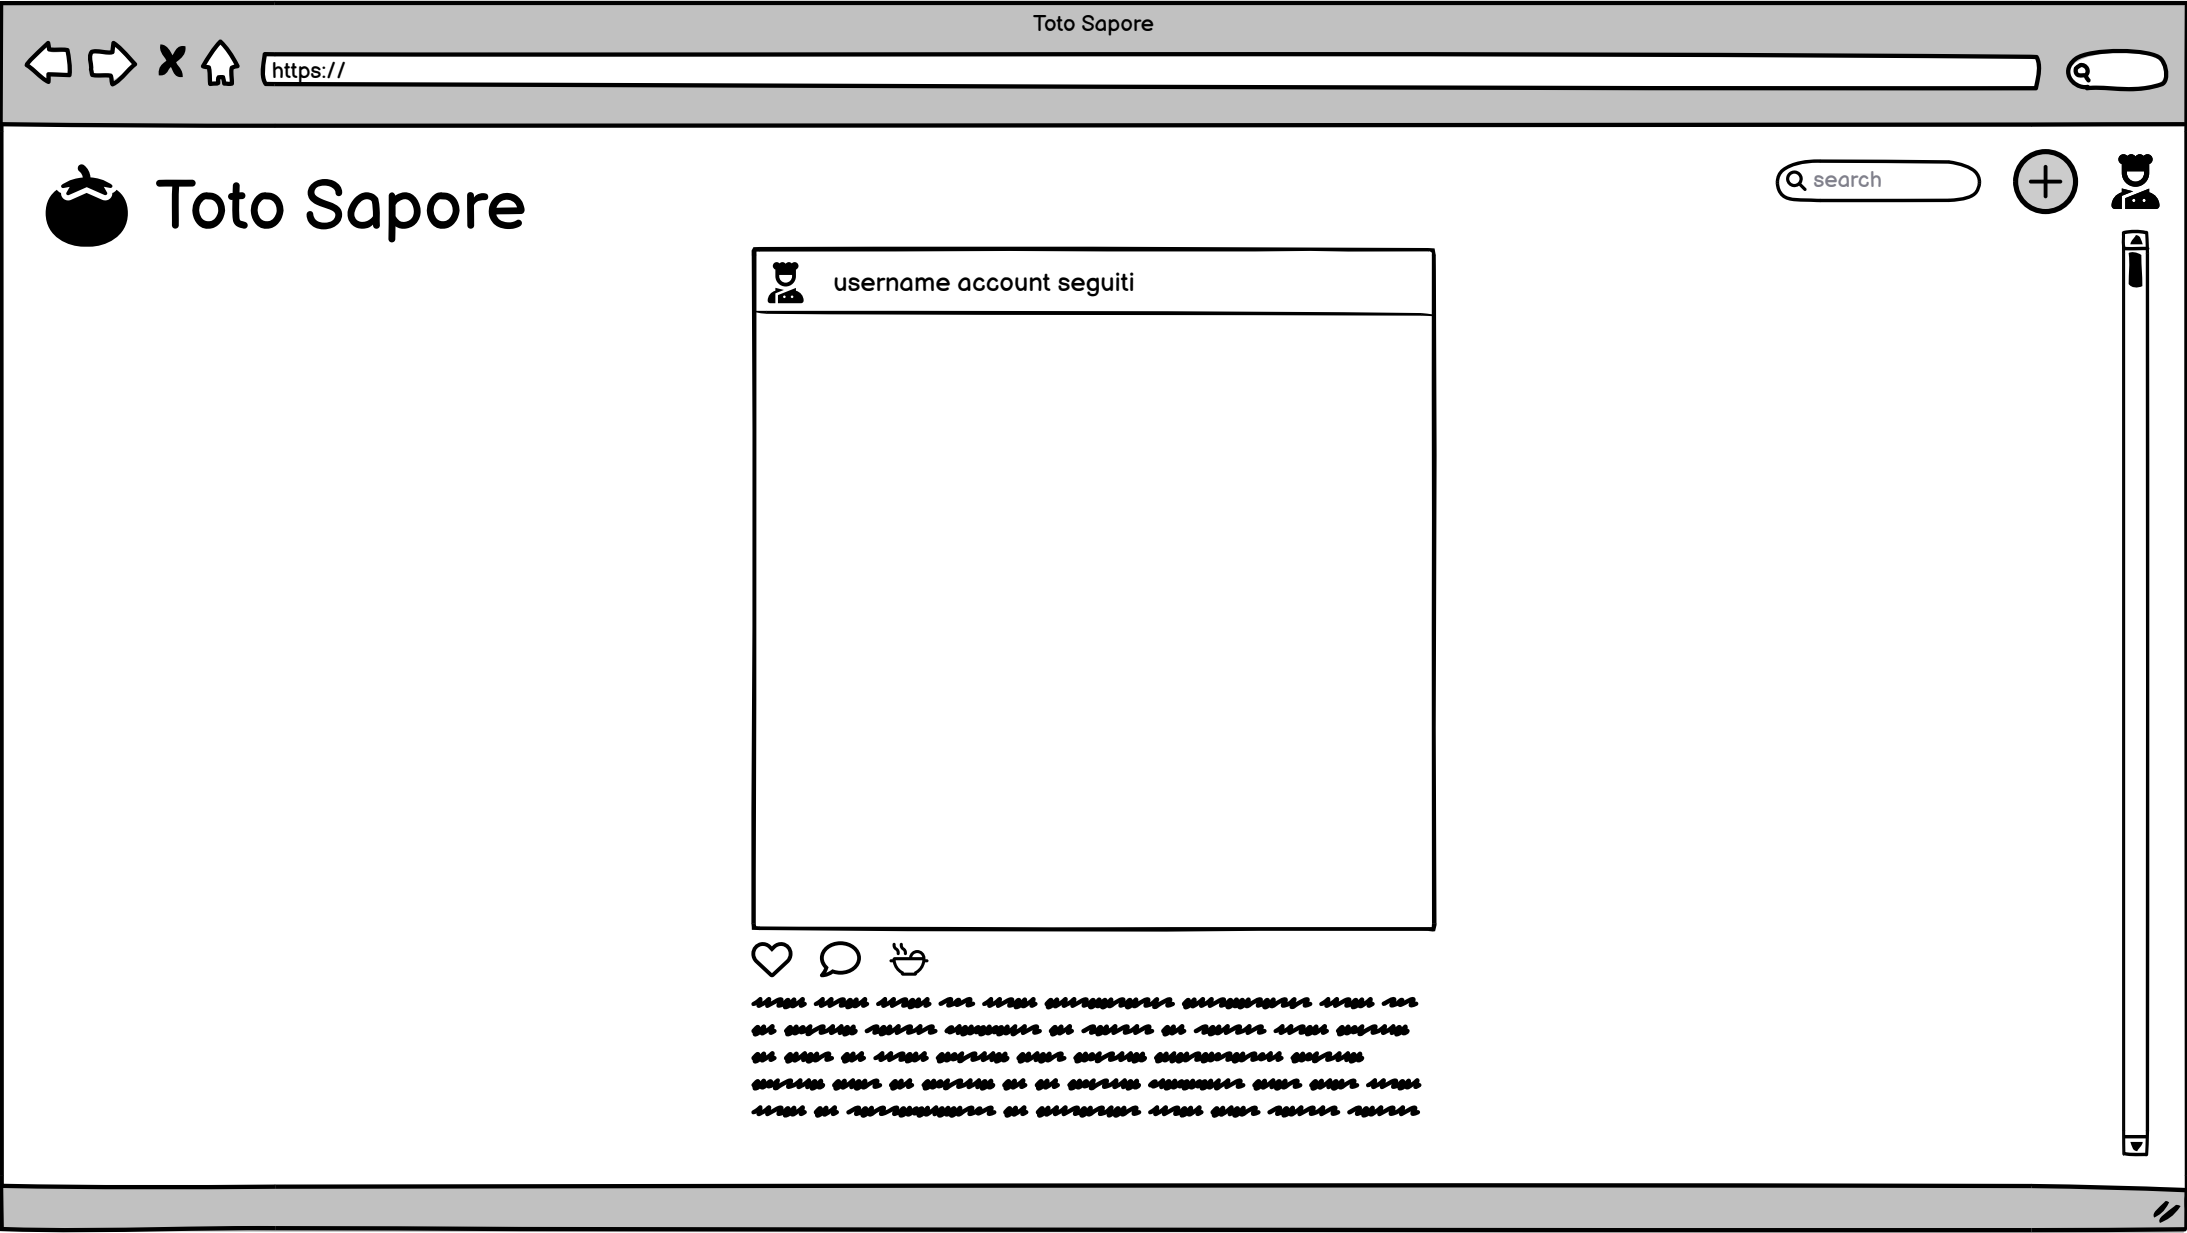 Toto Sapore
https://
Toto Sapore
search
username account seguiti